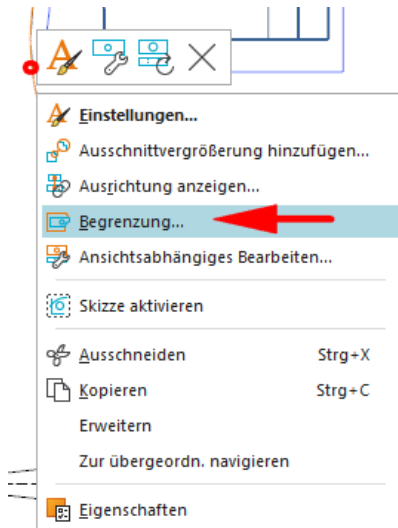 Einstellungen...
Ausschnittvergrößerung hinzufügen...
Ausrichtung anzeigen...
Begrenzung...
Ansichtsabhängiges Bearbeiten...
Skizze aktivieren
Ausschneiden Strg+X
Kopieren Strg+C
Erweitern
Zur übergeordn. navigieren
Eigenschaften